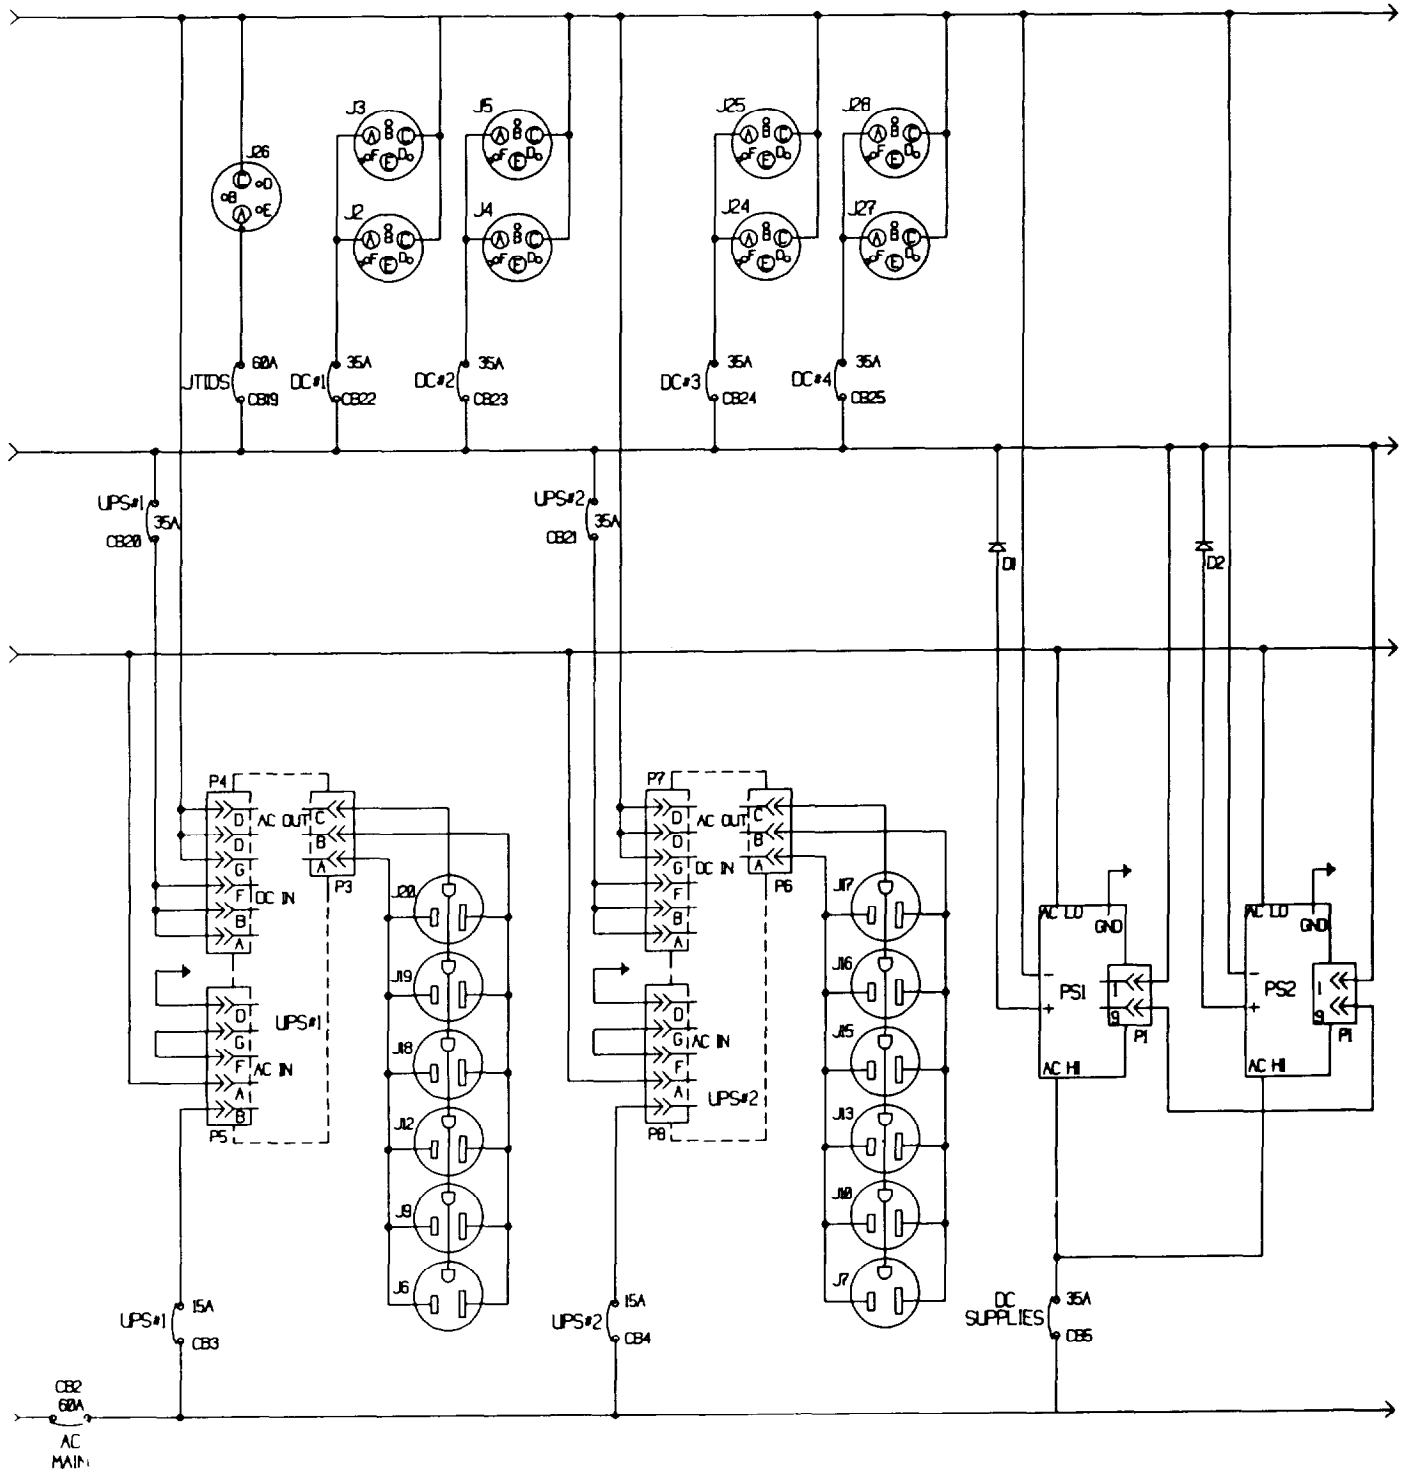 J3
J5
J25
J28
A B C
F E D
A B C
F E D
A B C
F E D
A B C
F E D
J26
C
D
B
A
E
J2
J4
J24
J27
A B C
F E D
A B C
F E D
A B C
F E D
A B C
F E D
60A
35A
35A
35A
35A
JTIDS
DC#1
DC#2
DC#3
DC#4
CB19
CB22
CB23
CB24
CB25
UPS#1
35A
CB20
UPS#2
35A
CB21
D1
D2
P4
D
D
G
F
B
A
AC OUT
DC IN
C
B
A
P3
UPS#1
D
G
F
A
B
AC IN
P5
J20
J19
J18
J12
J9
J6
P7
D
D
G
F
B
A
AC OUT
DC IN
C
B
A
P6
D
G
F
A
AC IN
UPS#2
P8
J17
J16
J15
J13
J10
J7
AC LO
GND
-
+
PS1
1
9
P1
AC HI
AC LO
GND
-
+
PS2
1
9
P1
AC HI
15A
UPS#1
CB3
15A
UPS#2
CB4
DC
SUPPLIES
35A
CB5
CB2
60A
AC
MAIN